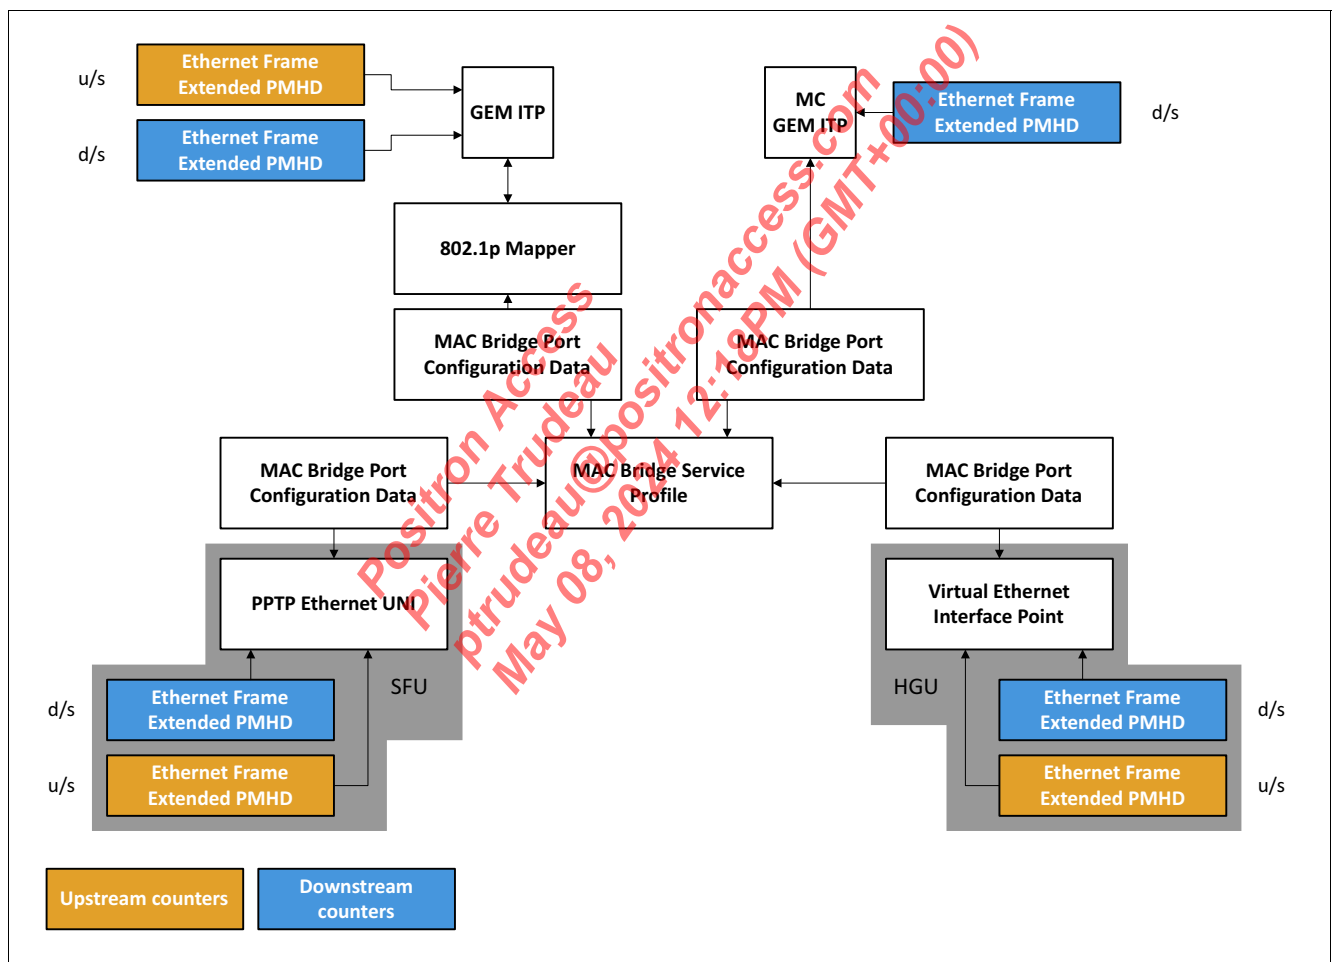 Ethernet Frame
Extended PMHD
u/s
Ethernet Frame
Extended PMHD
d/s
GEM ITP
MC
GEM ITP
Ethernet Frame
Extended PMHD
d/s
802.1p Mapper
MAC Bridge Port
Configuration Data
MAC Bridge Port
Configuration Data
MAC Bridge Port
Configuration Data
MAC Bridge Service
Profile
MAC Bridge Port
Configuration Data
PPTP Ethernet UNI
Virtual Ethernet
Interface Point
SFU
HGU
d/s
Ethernet Frame
Extended PMHD
u/s
Ethernet Frame
Extended PMHD
Ethernet Frame
Extended PMHD
d/s
Ethernet Frame
Extended PMHD
u/s
Upstream counters
Downstream
counters
Positron Access
Pierre Trudeau
ptrudeau@positronaccess.com
May 08, 2024 12:18PM (GMT+00:00)